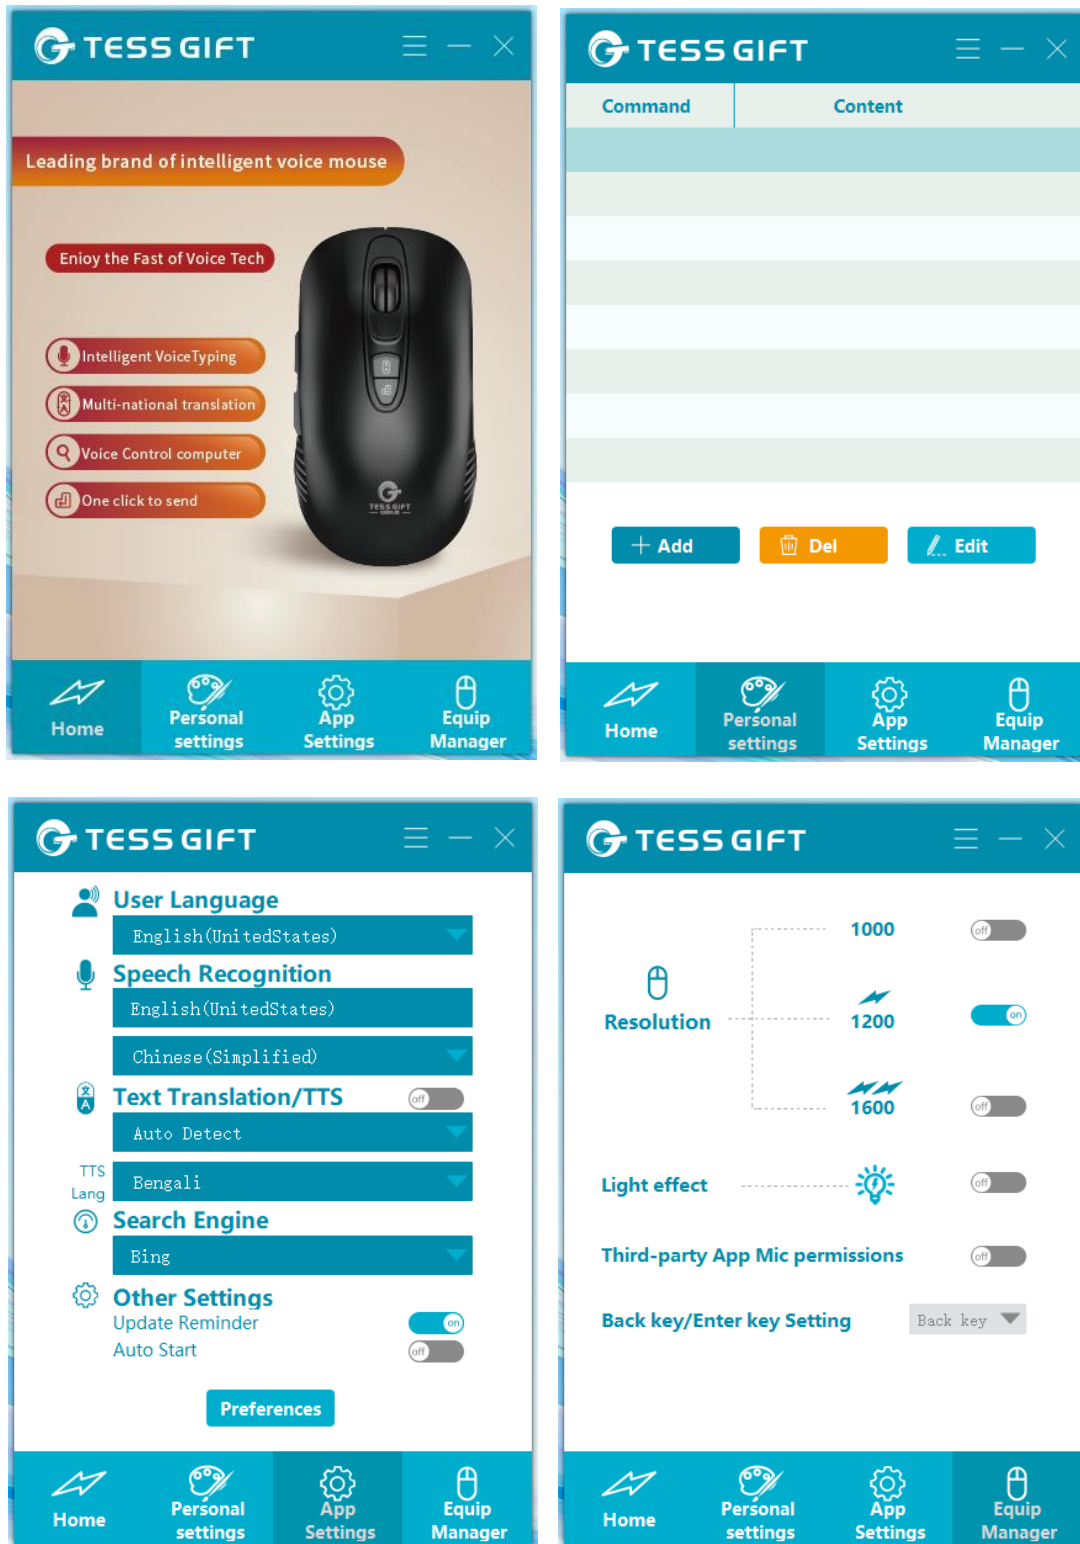 TESS GIFT
Leading brand of intelligent voice mouse
Enioy the Fast of Voice Tech
Intelligent VoiceTyping
Multi-national translation
Voice Control computer
One click to send
TESS GIFT
Home
Personal settings
App Settings
Equip Manager
TESS GIFT
Command Content
Add Del Edit
Home
Personal settings
App Settings
Equip Manager
TESS GIFT
User Language
English(UnitedStates)
Speech Recognition
English(UnitedStates)
Chinese(Simplified)
Text Translation/TTS off
Auto Detect
TTS Lang Bengali
Search Engine
Bing
Other Settings
Update Reminder on
Auto Start off
Preferences
Home
Personal settings
App Settings
Equip Manager
TESS GIFT
1000 off
Resolution 1200 on
1600 off
Light effect off
Third-party App Mic permissions off
Back key/Enter key Setting Back key
Home
Personal settings
App Settings
Equip Manager